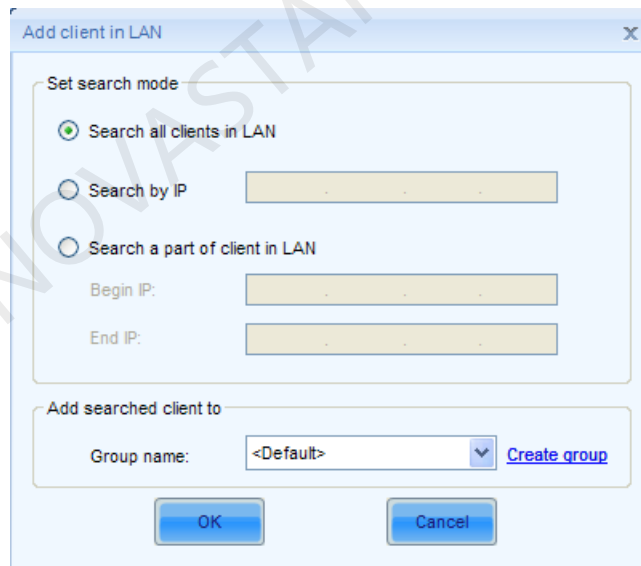 Add client in LAN
x
Set search mode
Search all clients in LAN
Search by IP
. . .
Search a part of client in LAN
Begin IP:
. . .
End IP:
. . .
Add searched client to
Group name: <Default> Create group
OK Cancel
NOVASTAR